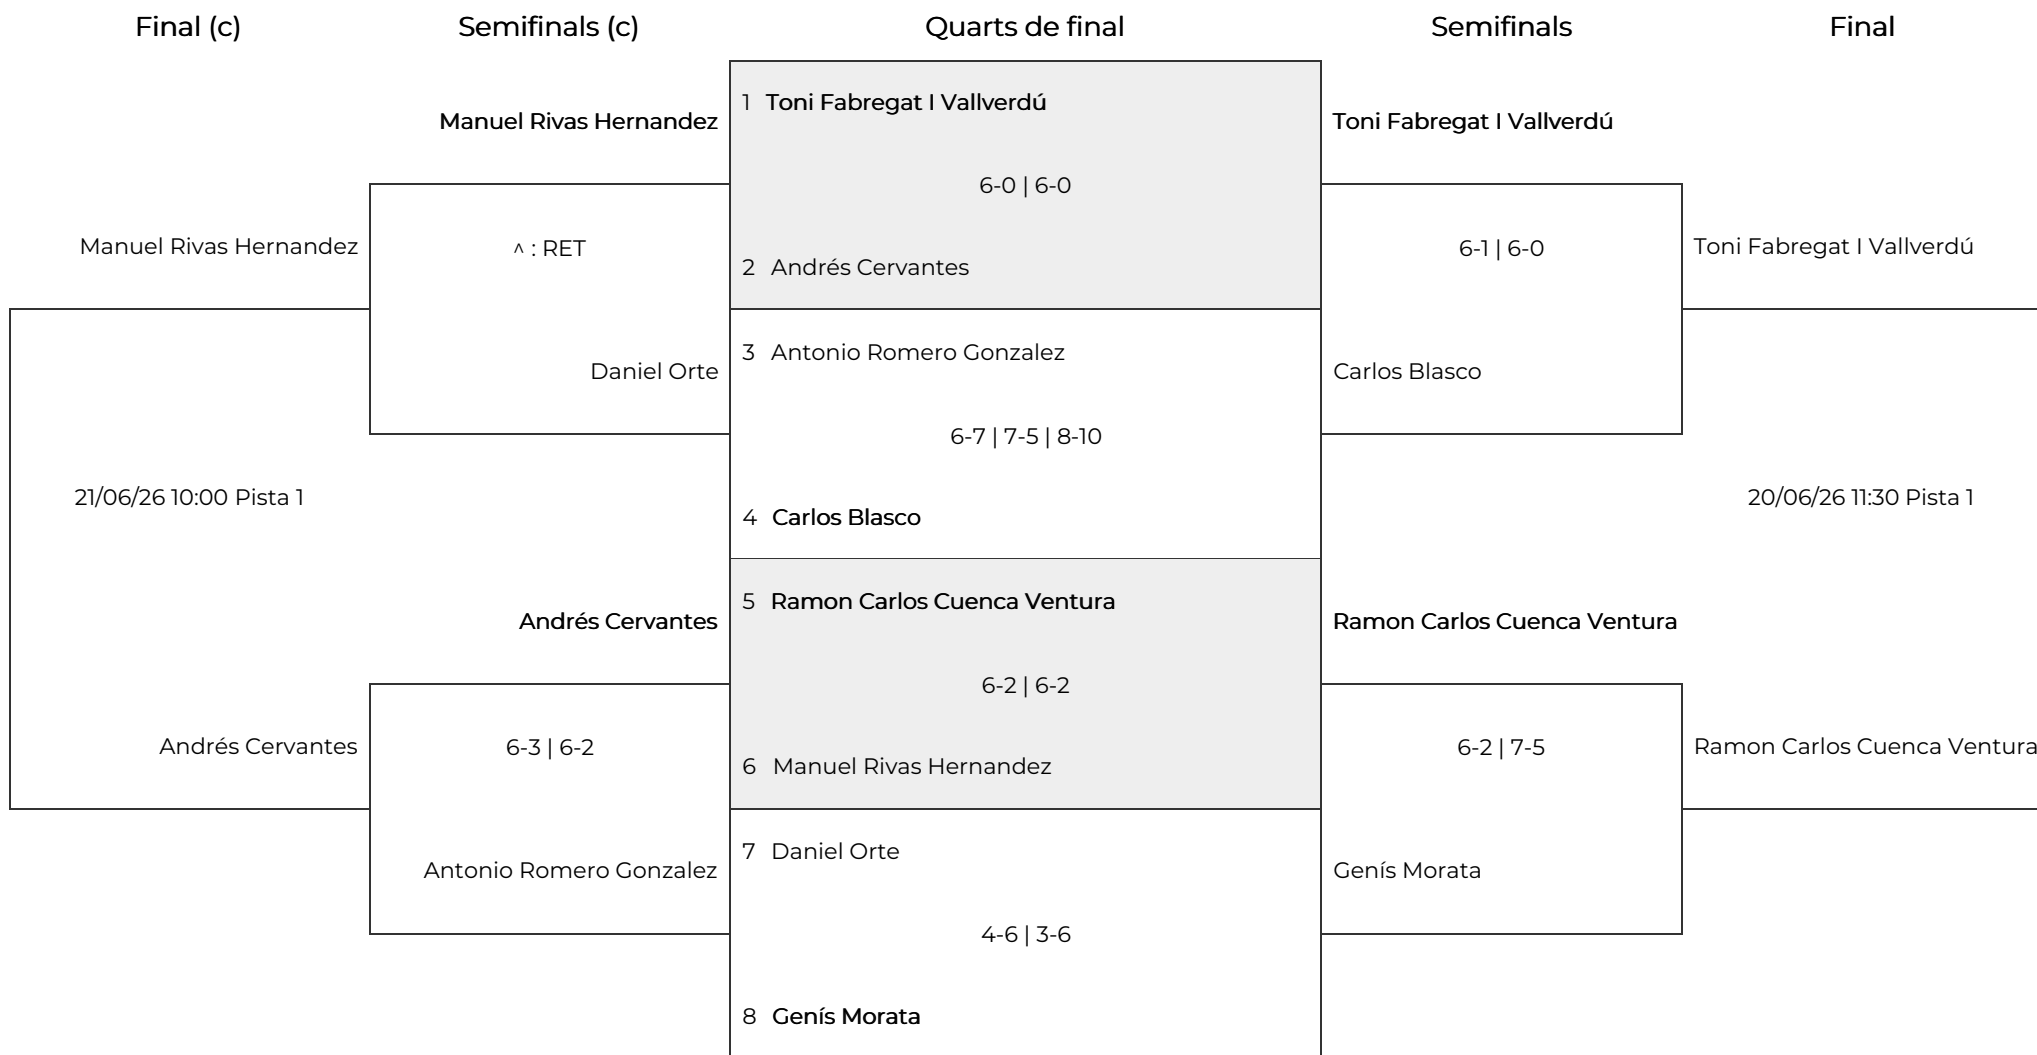 Final (c)
Semifinals (c)
Quarts de final
Semifinals
Final
Manuel Rivas Hernandez
21/06/26 10:00 Pista 1
Andrés Cervantes
Manuel Rivas Hernandez
^ : RET
Daniel Orte
Andrés Cervantes
6-3 | 6-2
Antonio Romero Gonzalez
1 Toni Fabregat I Vallverdú
6-0 | 6-0
2 Andrés Cervantes
3 Antonio Romero Gonzalez
6-7 | 7-5 | 8-10
4 Carlos Blasco
5 Ramon Carlos Cuenca Ventura
6-2 | 6-2
6 Manuel Rivas Hernandez
7 Daniel Orte
4-6 | 3-6
8 Genís Morata
Toni Fabregat I Vallverdú
6-1 | 6-0
Carlos Blasco
Ramon Carlos Cuenca Ventura
6-2 | 7-5
Genís Morata
Toni Fabregat I Vallverdú
20/06/26 11:30 Pista 1
Ramon Carlos Cuenca Ventura